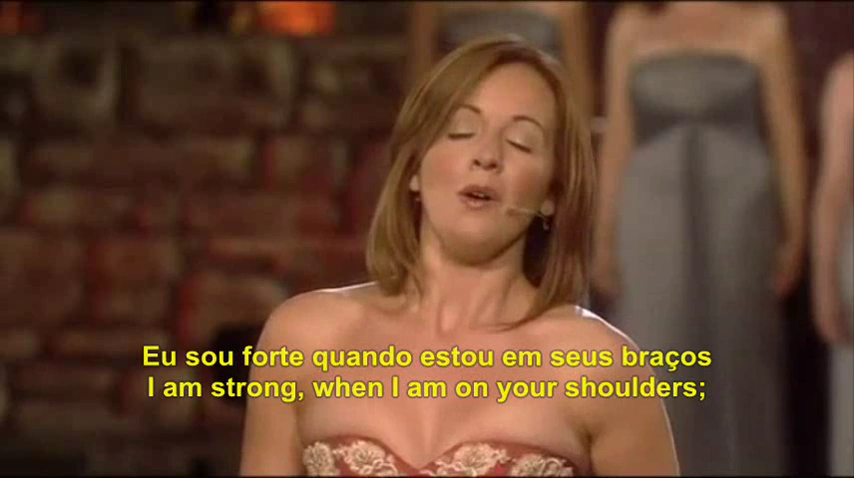 Eu sou forte quando estou em seus braços
I am strong, when I am on your shoulders;